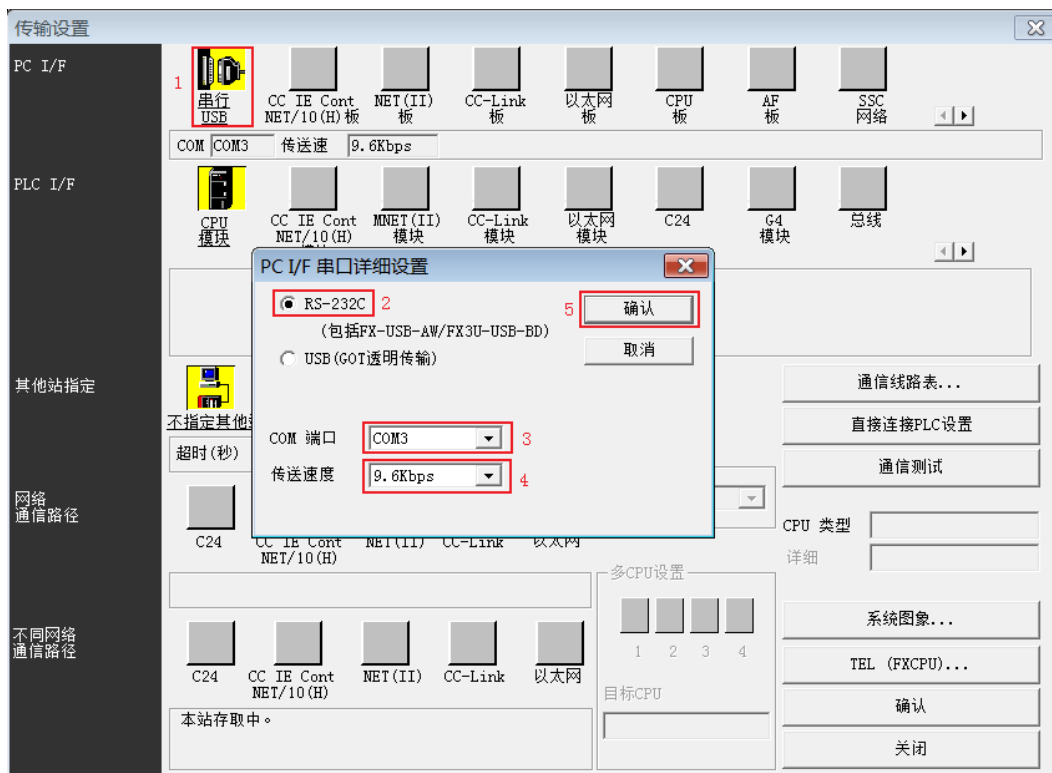 传输设置
PC I/F
1
串行
USB
CC IE Cont
NET/10(H)板
NET(II)
板
CC-Link
板
以太网
板
CPU
板
AF
板
SSC
网络
COM COM3 传送速 9.6Kbps
PLC I/F
CPU
模块
CC IE Cont
NET/10(H)
MNET(II)
模块
CC-Link
模块
以太网
模块
C24
G4
模块
总线
PC I/F 串口详细设置
RS-232C 2
(包括FX-USB-AW/FX3U-USB-BD)
USB(GOT透明传输)
5 确认
取消
COM 端口 COM3 3
传送速度 9.6Kbps 4
其他站指定
不指定其他
超时(秒)
通信线路表...
直接连接PLC设置
通信测试
CPU 类型
详细
网络
通信路径
C24
CC IE Cont
NET/10(H)
NET(II)
CC-Link
以太网
多CPU设置
1 2 3 4
目标CPU
不同网络
通信路径
C24
CC IE Cont
NET/10(H)
NET(II)
CC-Link
以太网
本站存取中。
系统图象...
TEL (FXCPU)...
确认
关闭